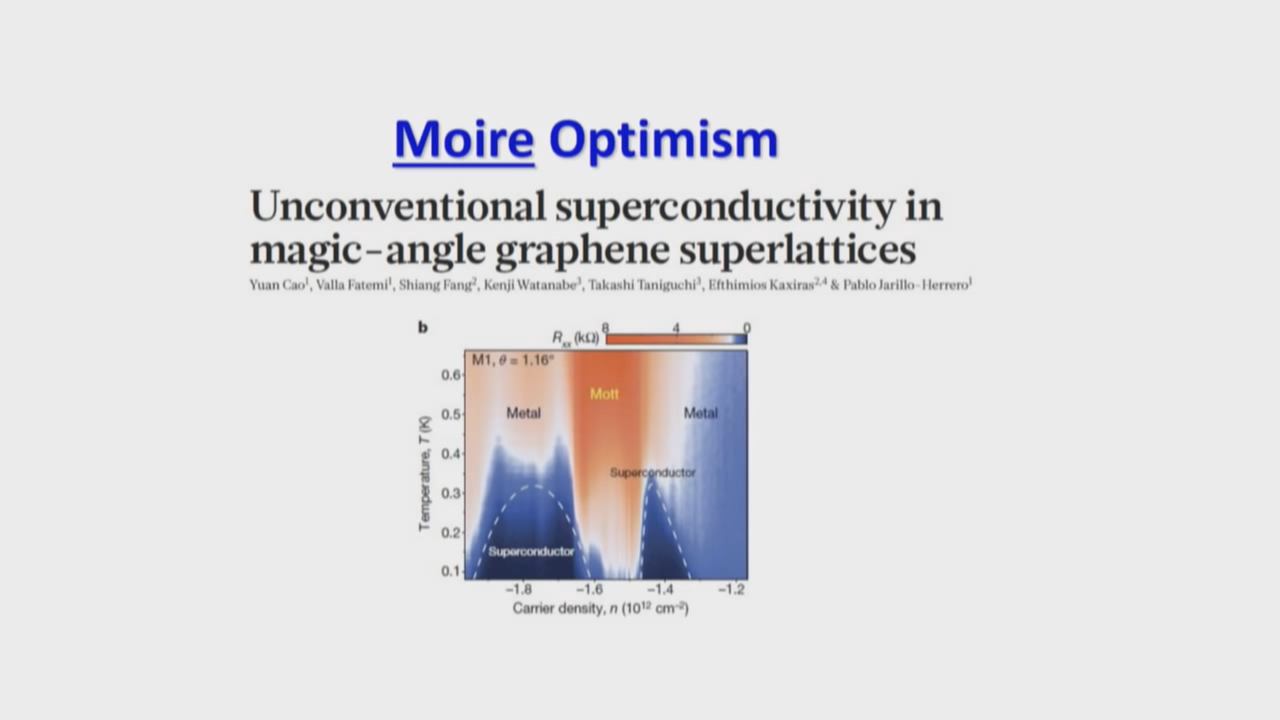 Moire Optimism
Unconventional superconductivity in
magic-angle graphene superlattices
Yuan Cao¹, Valla Fatemi¹, Shiang Fang², Kenji Watanabe³, Takashi Taniguchi³, Efthimios Kaxiras²,⁴ & Pablo Jarillo-Herrero¹
b
Rxx (kΩ)
8 4 0
M1, θ = 1.16°
Mott
Metal
Metal
Superconductor
Superconductor
Temperature, T (K)
0.6
0.5
0.4
0.3
0.2
0.1
−1.8 −1.6 −1.4 −1.2
Carrier density, n (10¹² cm⁻²)